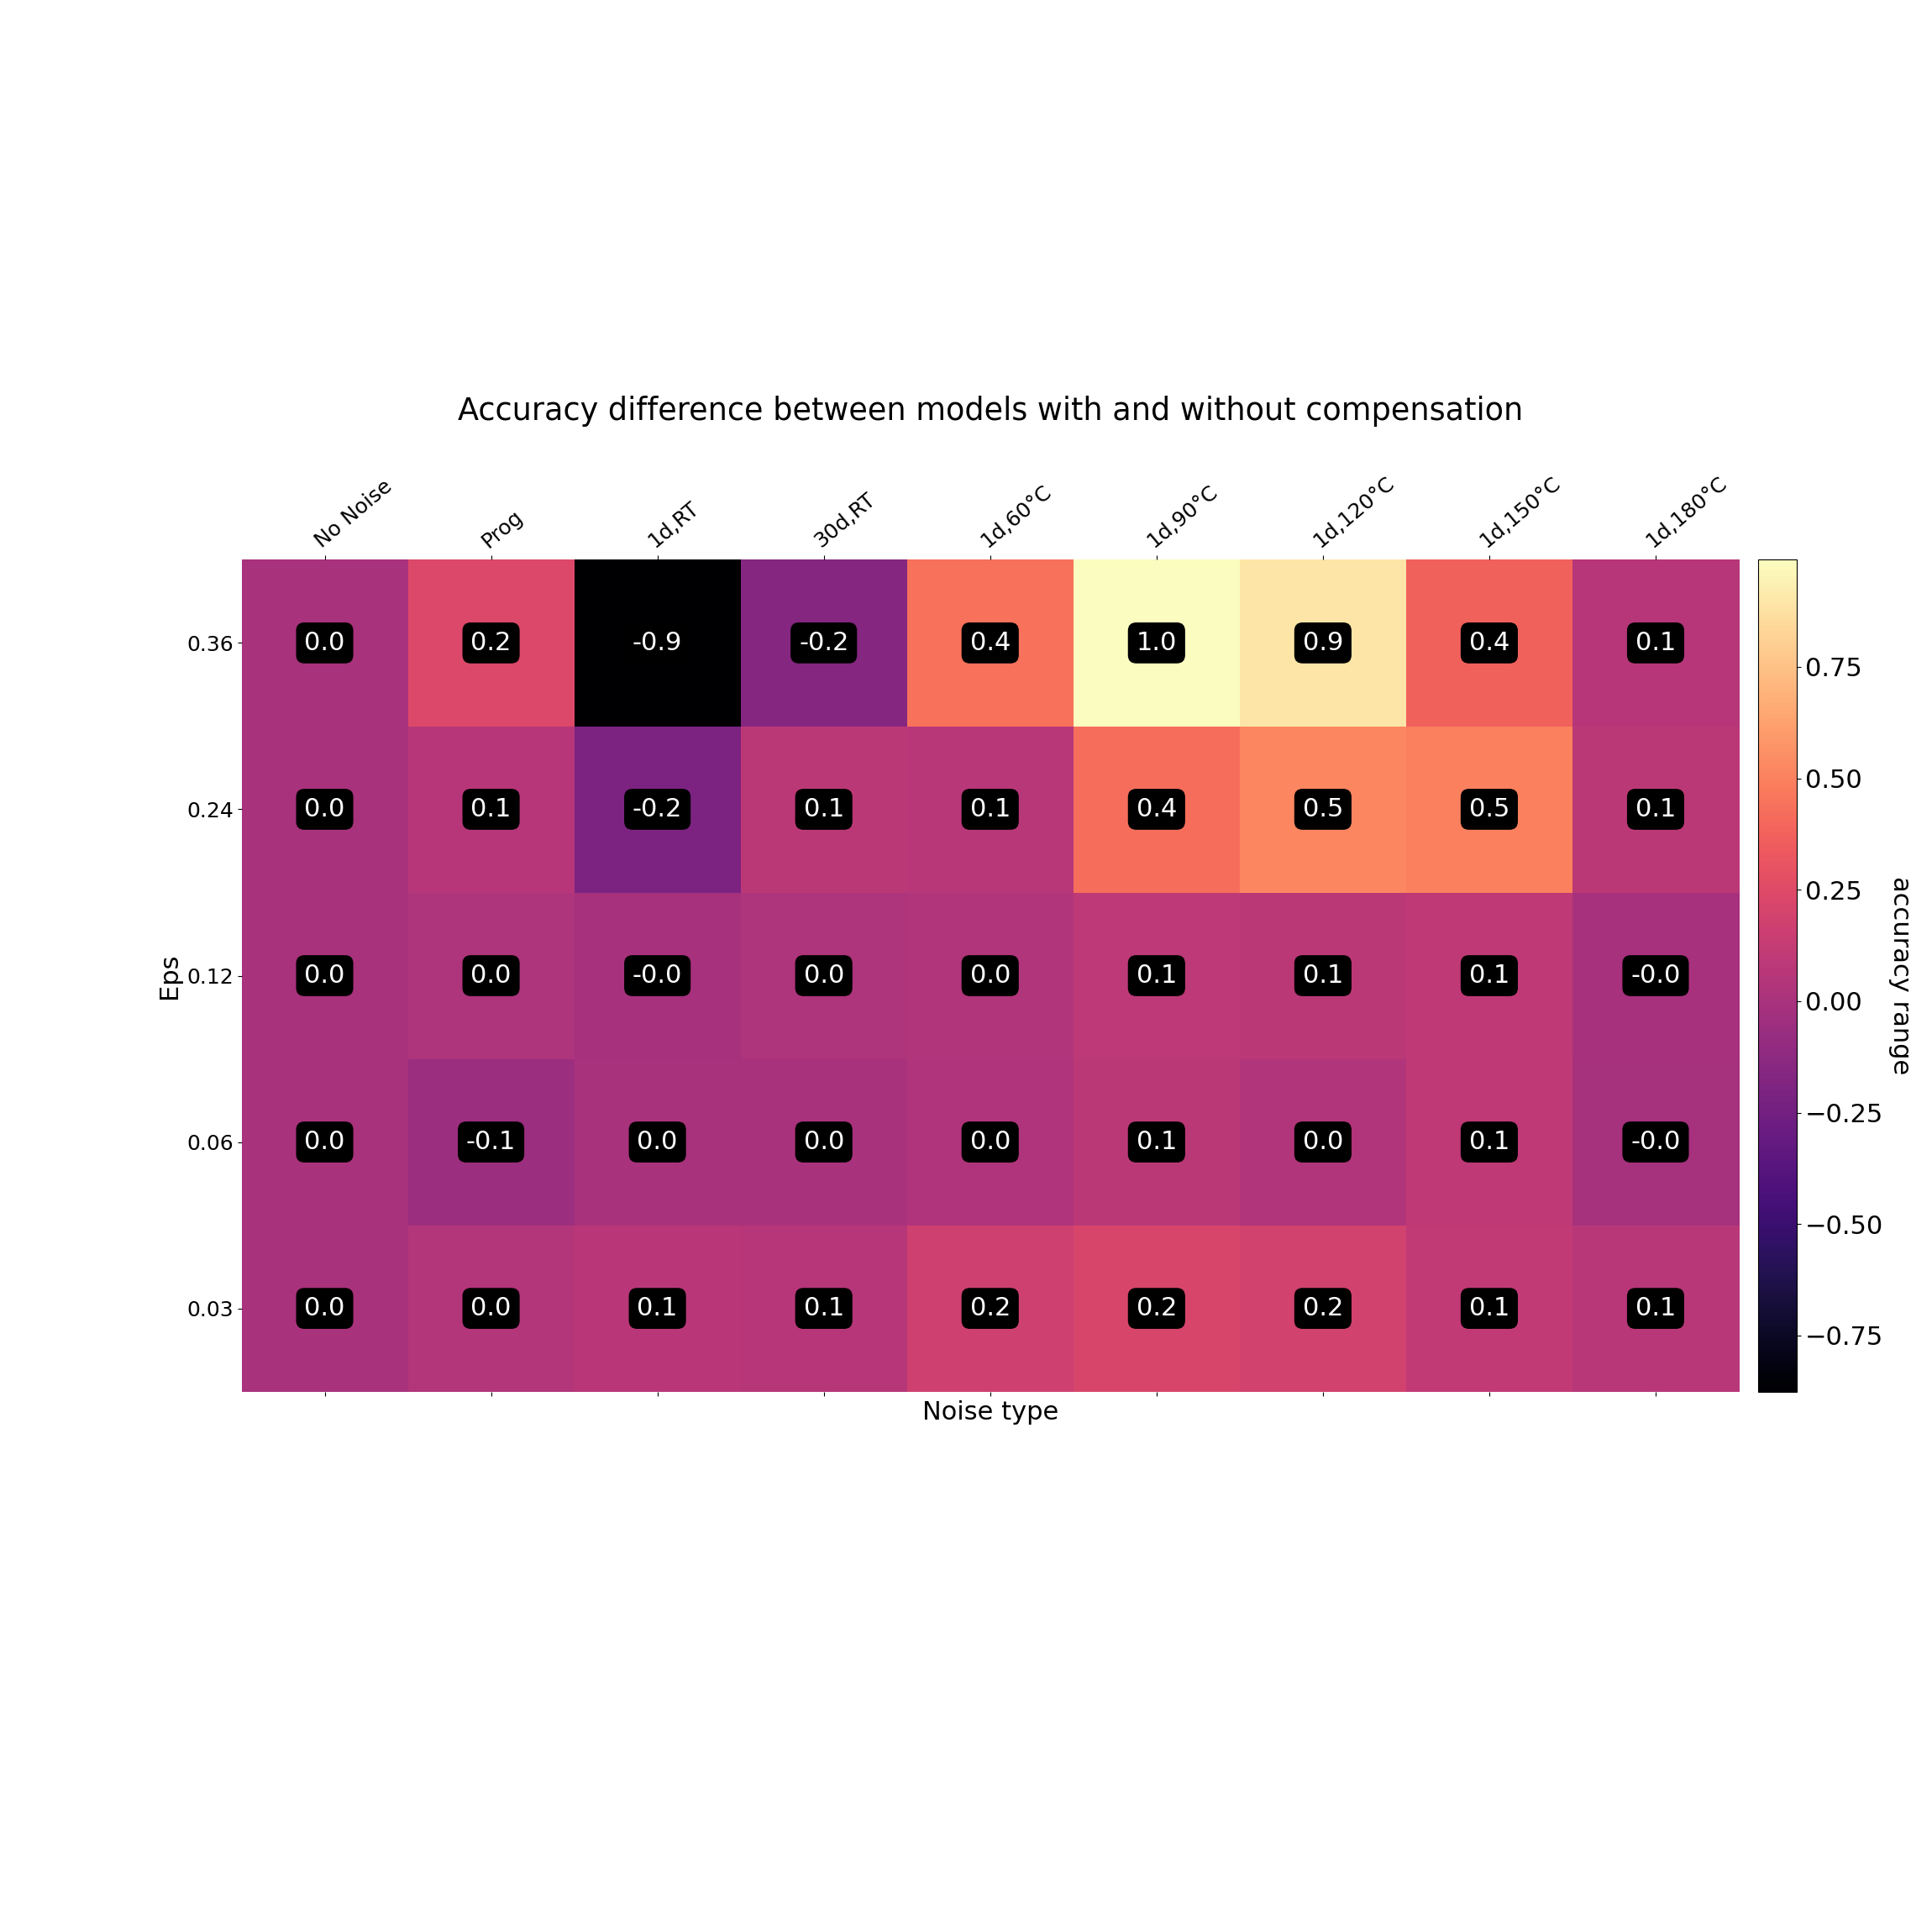 Accuracy difference between models with and without compensation
No Noise Prog 1d,RT 30d,RT 1d,60°C 1d,90°C 1d,120°C 1d,150°C 1d,180°C
0.36 0.0 0.2 -0.9 -0.2 0.4 1.0 0.9 0.4 0.1
0.24 0.0 0.1 -0.2 0.1 0.1 0.4 0.5 0.5 0.1
0.12 0.0 0.0 -0.0 0.0 0.0 0.1 0.1 0.1 -0.0
0.06 0.0 -0.1 0.0 0.0 0.0 0.1 0.0 0.1 -0.0
0.03 0.0 0.0 0.1 0.1 0.2 0.2 0.2 0.1 0.1
Eps
Noise type
0.75
0.50
0.25
0.00
−0.25
−0.50
−0.75
accuracy range